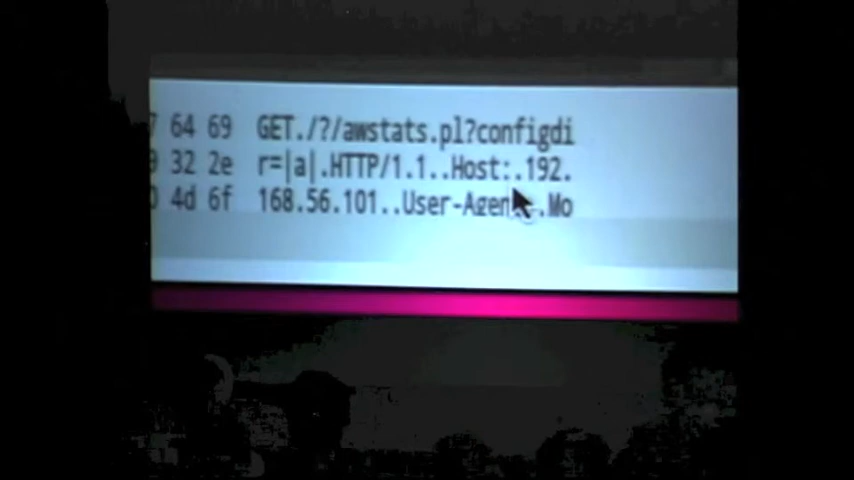 64 69 GET./?/awstats.pl?configdi
32 2e r=|a|.HTTP/1.1..Host:.192.
4d 6f 168.56.101..User-Agen .Mo